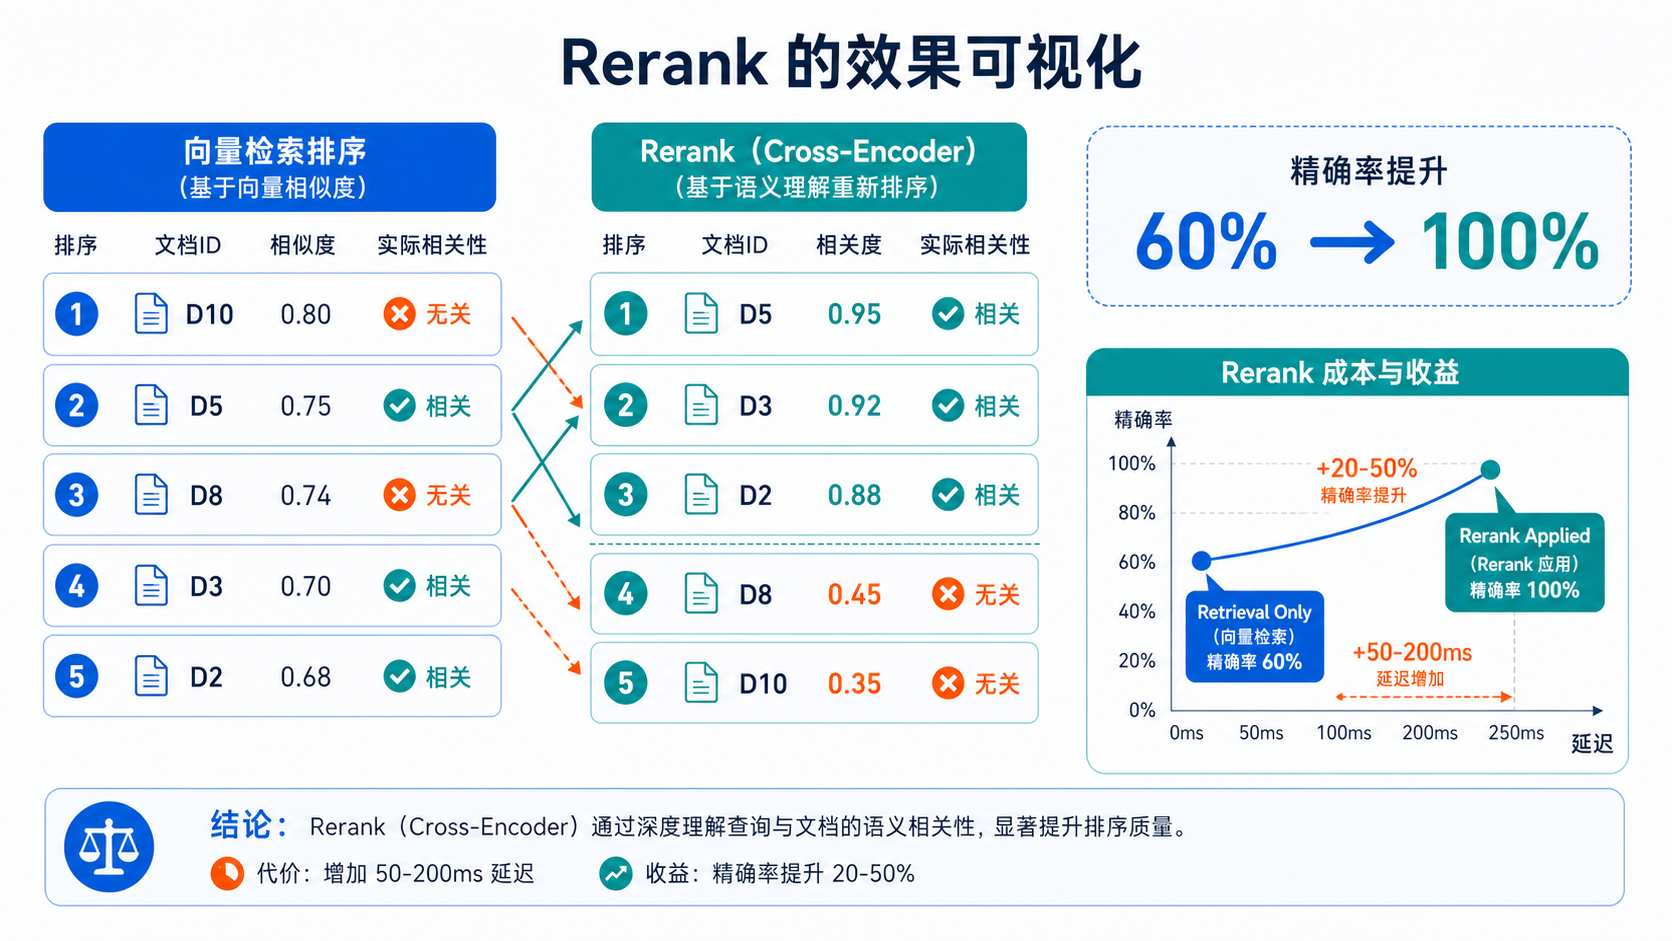 Rerank 的效果可视化
向量检索排序
（基于向量相似度）
排序 文档ID 相似度 实际相关性
1 D10 0.80 无关
2 D5 0.75 相关
3 D8 0.74 无关
4 D3 0.70 相关
5 D2 0.68 相关
Rerank（Cross-Encoder）
（基于语义理解重新排序）
排序 文档ID 相关度 实际相关性
1 D5 0.95 相关
2 D3 0.92 相关
3 D2 0.88 相关
4 D8 0.45 无关
5 D10 0.35 无关
精确率提升
60% → 100%
Rerank 成本与收益
精确率
100%
80%
60%
40%
20%
0%
+20-50%
精确率提升
Rerank Applied
（Rerank 应用）
精确率 100%
Retrieval Only
（向量检索）
精确率 60%
+50-200ms
延迟增加
0ms 50ms 100ms 200ms 250ms
延迟
结论： Rerank（Cross-Encoder）通过深度理解查询与文档的语义相关性, 显著提升排序质量。
代价：增加 50-200ms 延迟 收益：精确率提升 20-50%